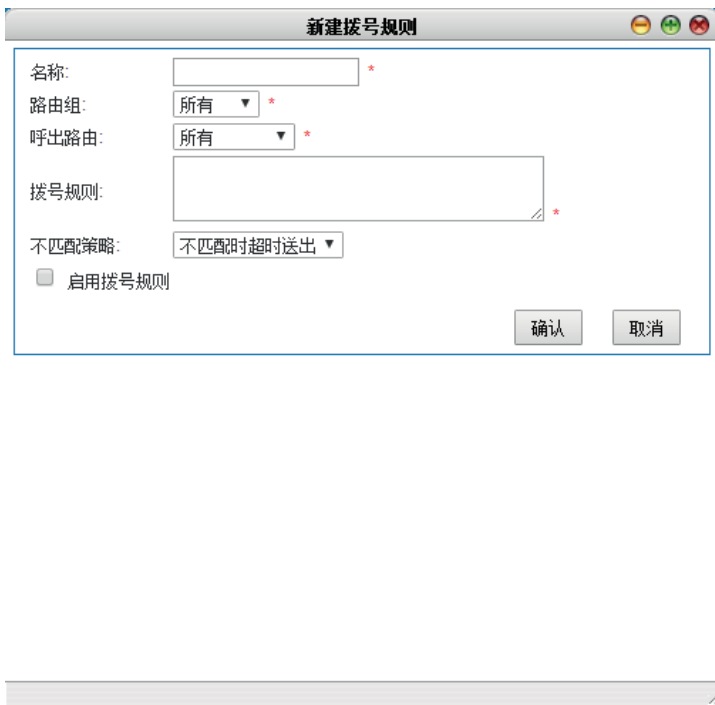 新建拨号规则
名称: *
路由组: 所有 *
呼出路由: 所有 *
拨号规则: *
不匹配策略: 不匹配时超时送出
启用拨号规则
确认 取消